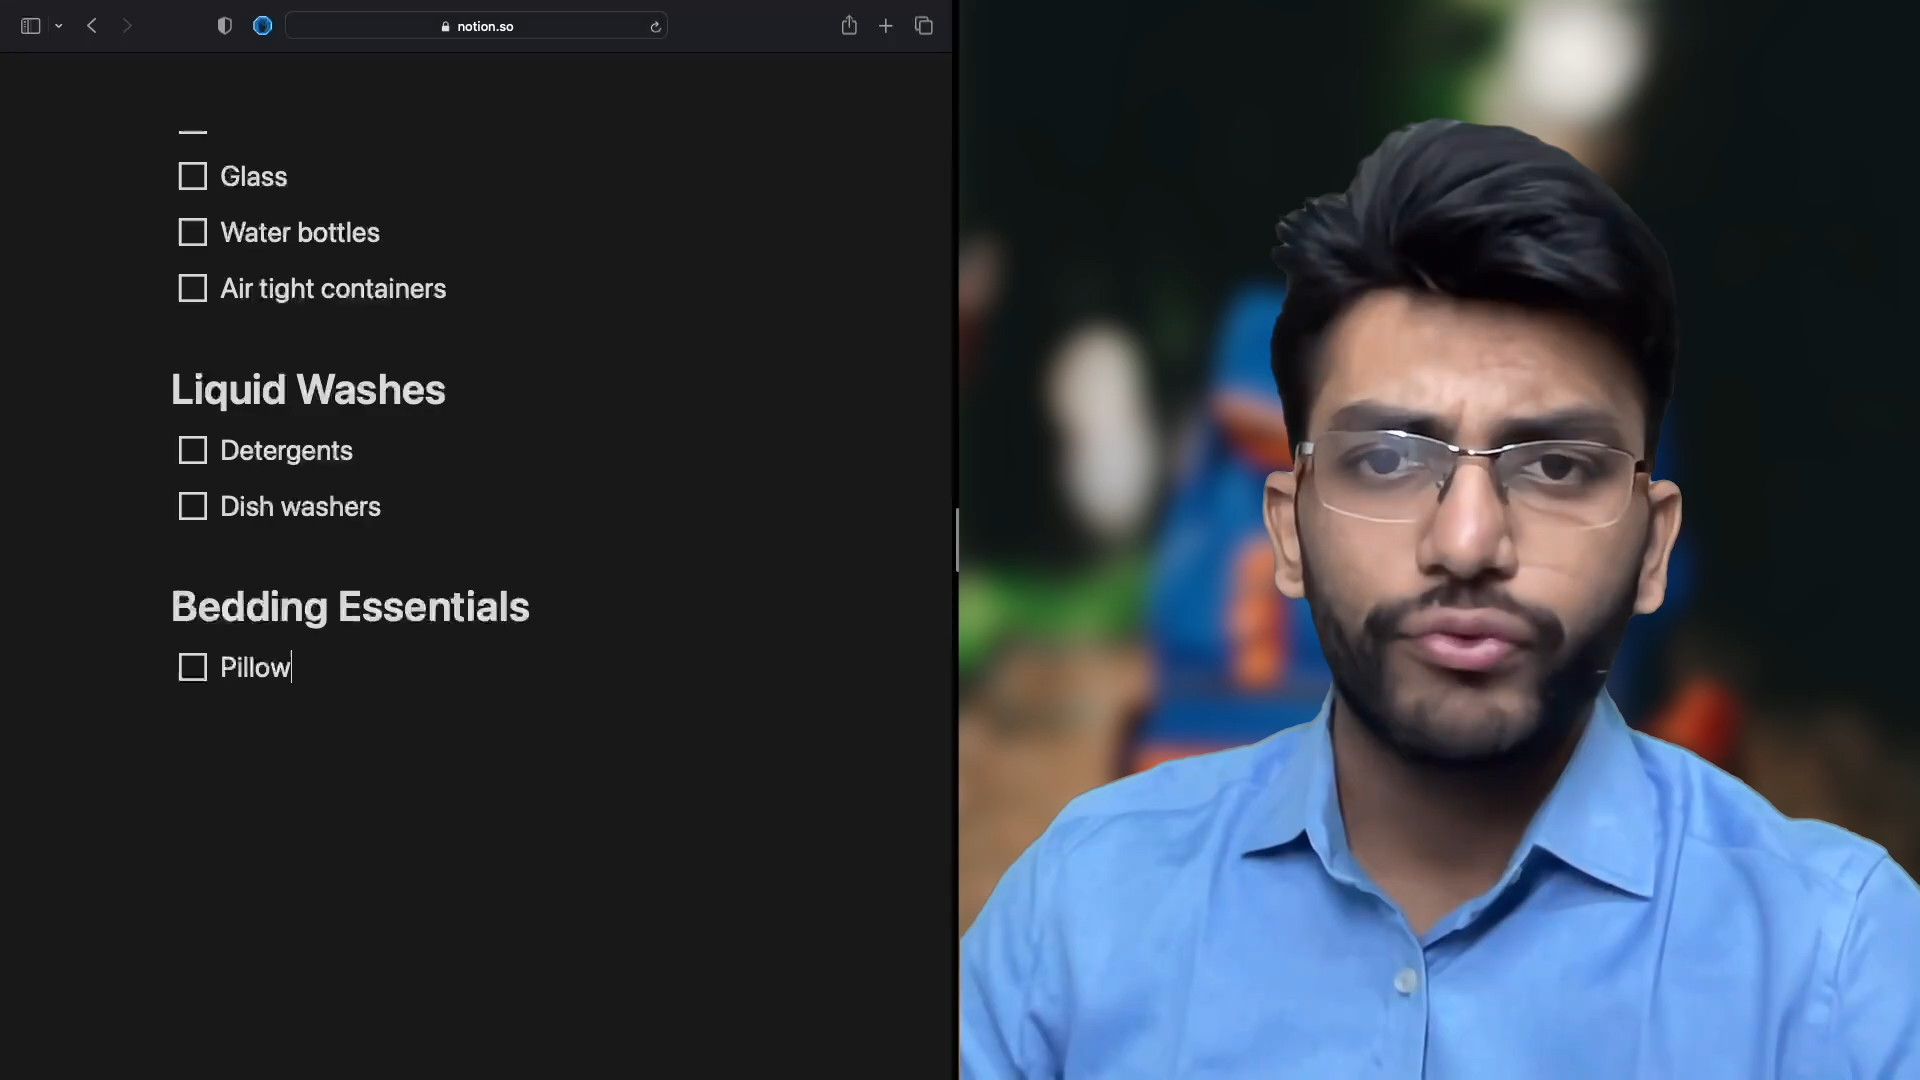 notion.so
Glass
Water bottles
Air tight containers
Liquid Washes
Detergents
Dish washers
Bedding Essentials
Pillow